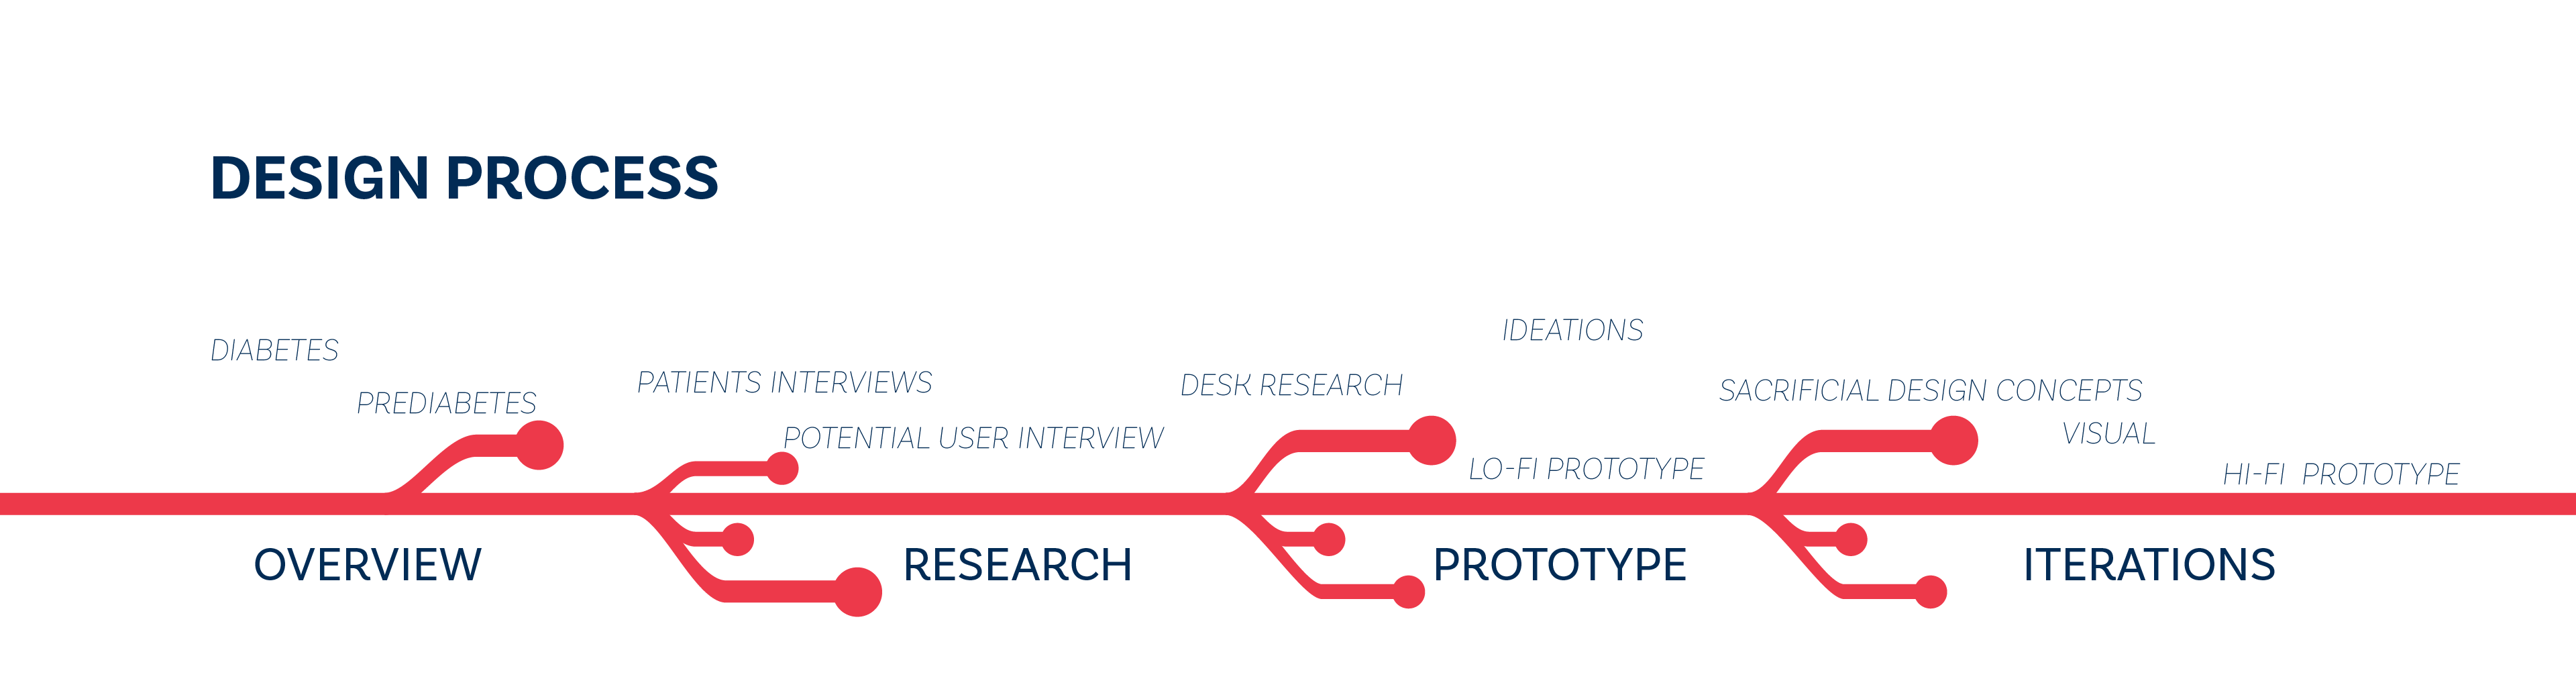 DESIGN PROCESS
DIABETES
PREDIABETES
OVERVIEW
PATIENTS INTERVIEWS
POTENTIAL USER INTERVIEW
RESEARCH
DESK RESEARCH
IDEATIONS
LO-FI PROTOTYPE
PROTOTYPE
SACRIFICIAL DESIGN CONCEPTS
VISUAL
HI-FI PROTOTYPE
ITERATIONS